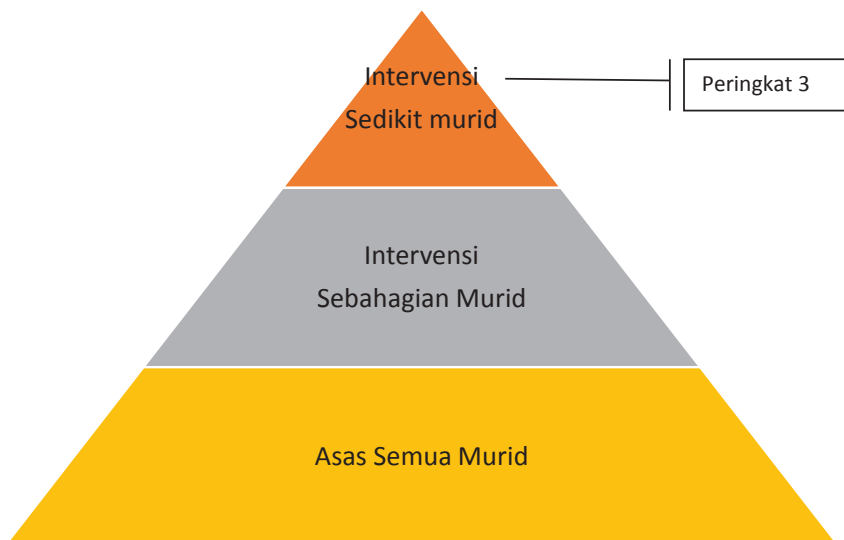 Intervensi
Sedikit murid
Peringkat 3
Intervensi
Sebahagian Murid
Asas Semua Murid